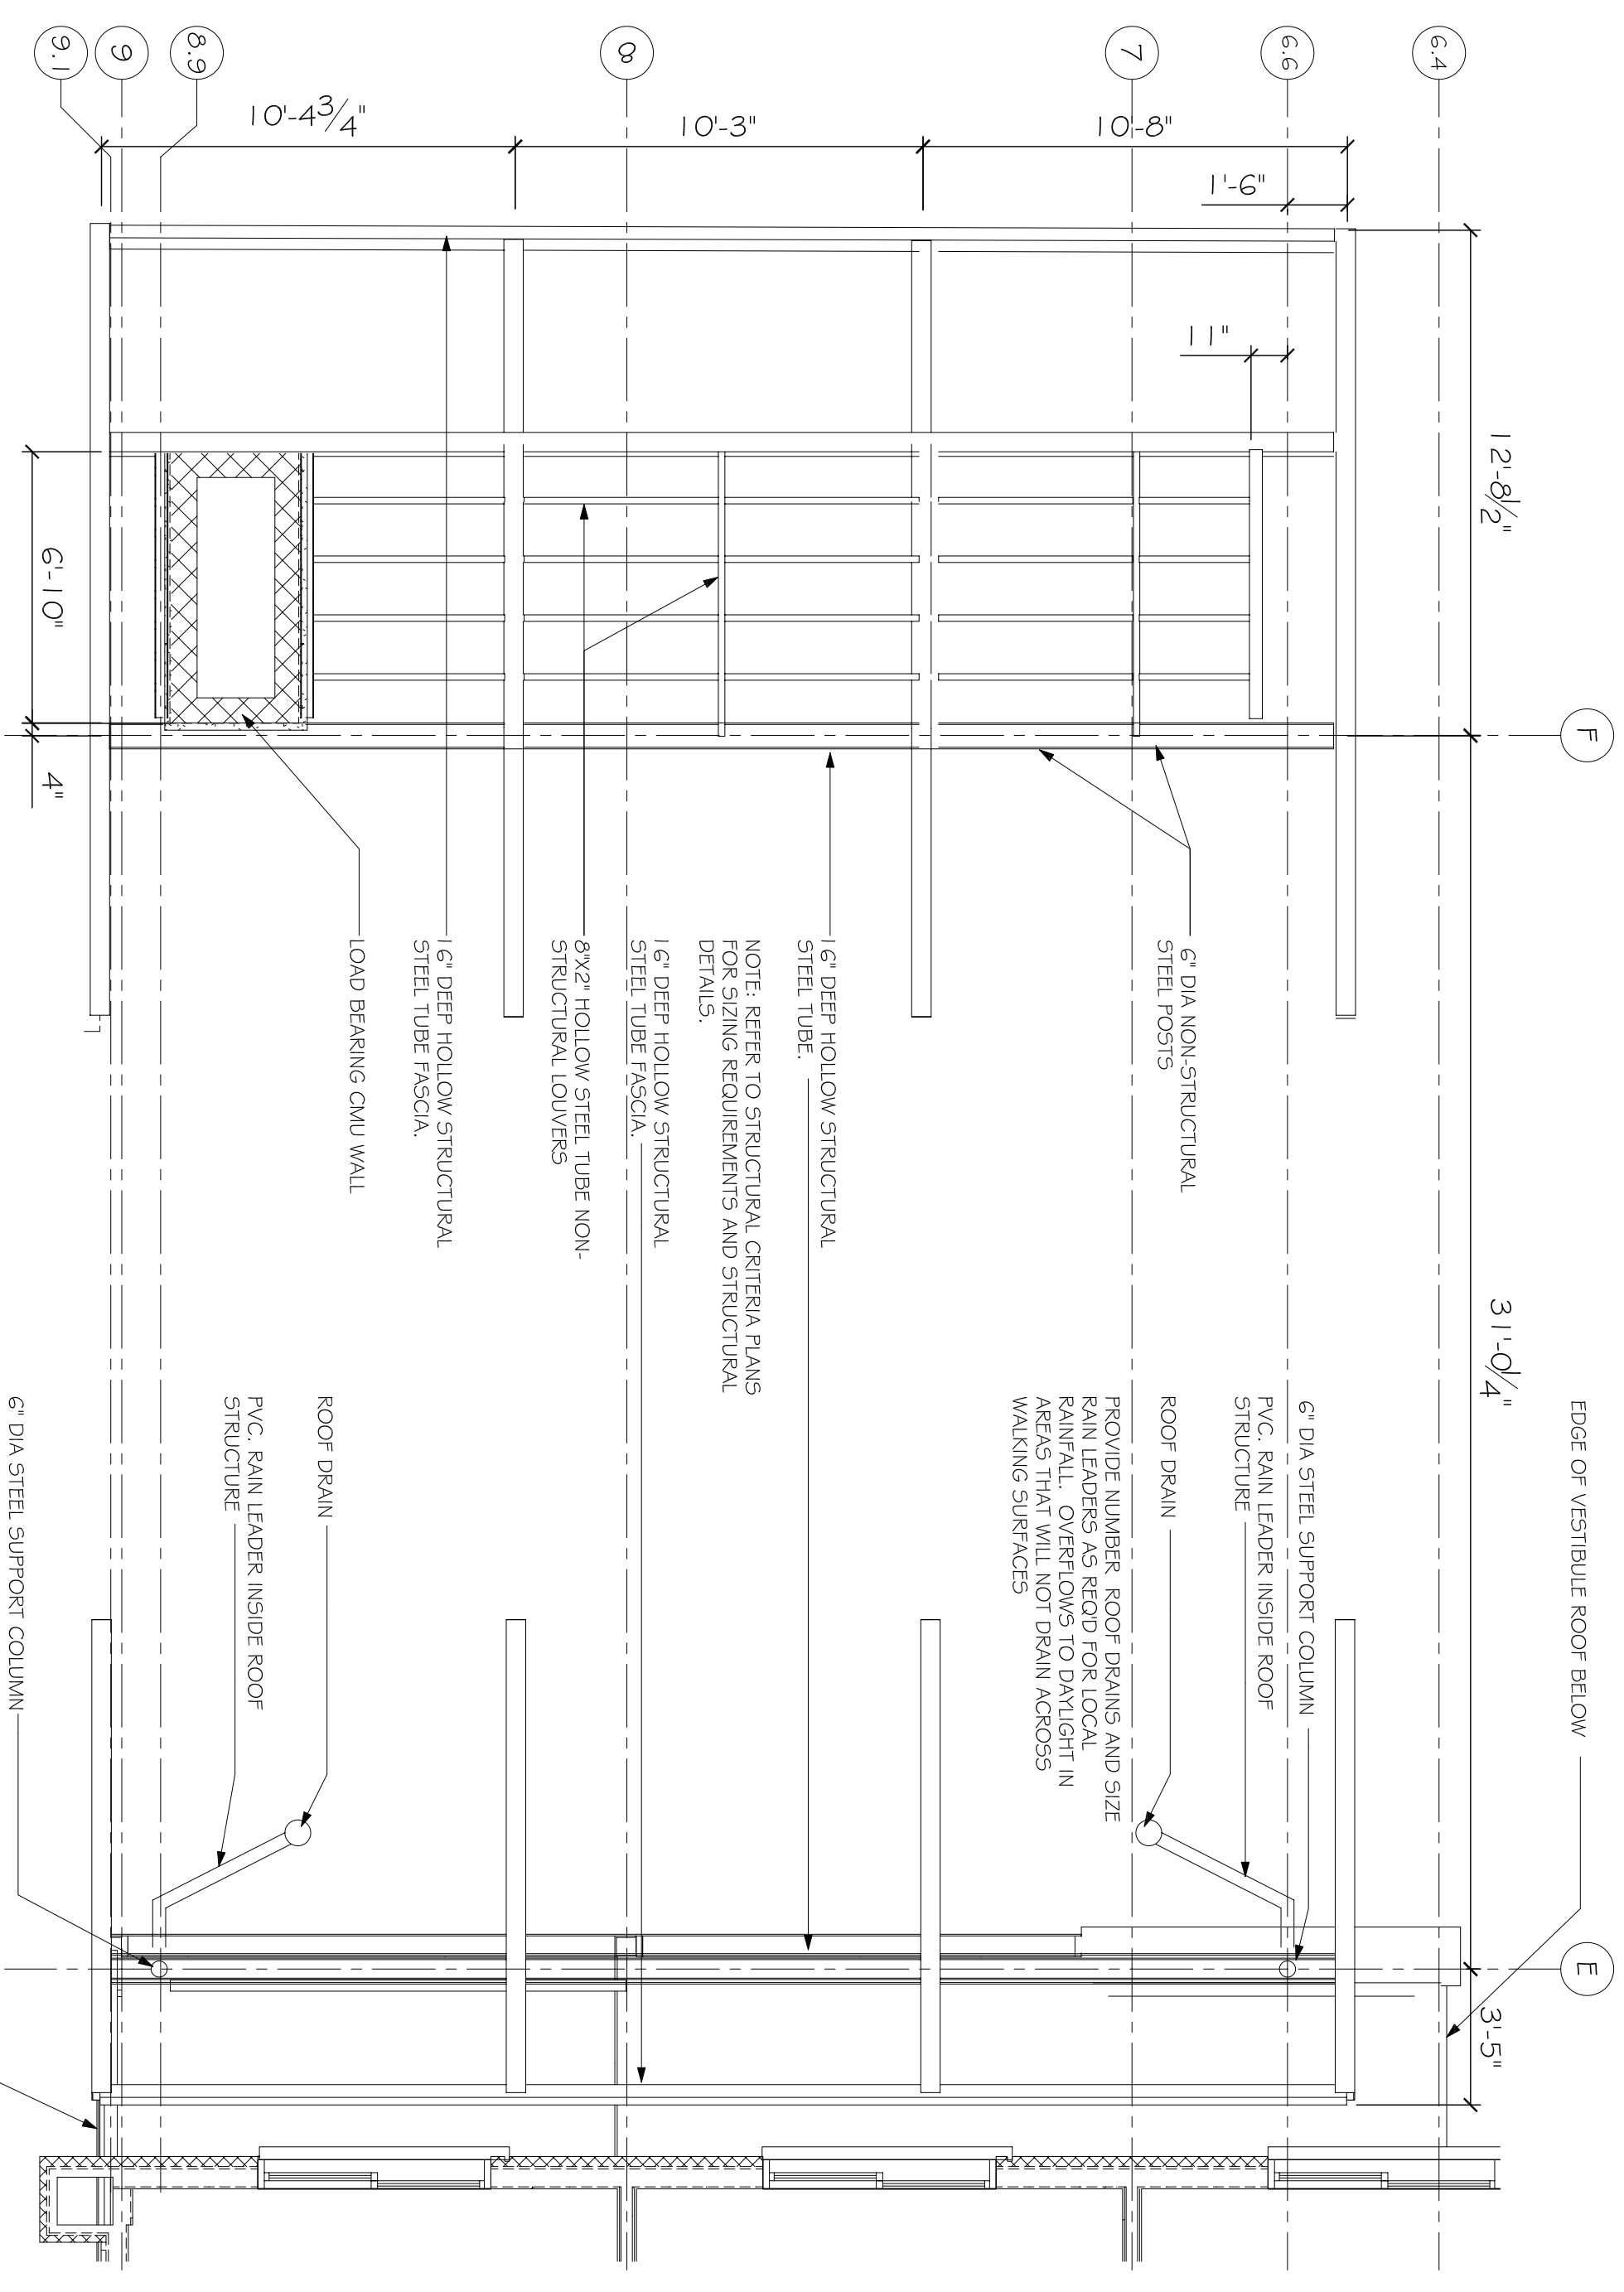 9.1
9
8.9
8
7
6.6
6.4
10'-4 3/4"
10'-3"
10-8"
1'-6"
11"
12'-8 1/2"
6'-10"
4"
F
31'-0 1/4"
E
3'-5"
6" DIA NON-STRUCTURAL
STEEL POSTS
16" DEEP HOLLOW STRUCTURAL
STEEL TUBE.
NOTE: REFER TO STRUCTURAL CRITERIA PLANS
FOR SIZING REQUIREMENTS AND STRUCTURAL
DETAILS.
16" DEEP HOLLOW STRUCTURAL
STEEL TUBE FASCIA.
8"X2" HOLLOW STEEL TUBE NON-
STRUCTURAL LOUVERS
16" DEEP HOLLOW STRUCTURAL
STEEL TUBE FASCIA.
LOAD BEARING CMU WALL
EDGE OF VESTIBULE ROOF BELOW
6" DIA STEEL SUPPORT COLUMN
PVC. RAIN LEADER INSIDE ROOF
STRUCTURE
ROOF DRAIN
PROVIDE NUMBER ROOF DRAINS AND SIZE
RAIN LEADERS AS REQ'D FOR LOCAL
RAINFALL. OVERFLOWS TO DAYLIGHT IN
AREAS THAT WILL NOT DRAIN ACROSS
WALKING SURFACES
ROOF DRAIN
PVC. RAIN LEADER INSIDE ROOF
STRUCTURE
6" DIA STEEL SUPPORT COLUMN